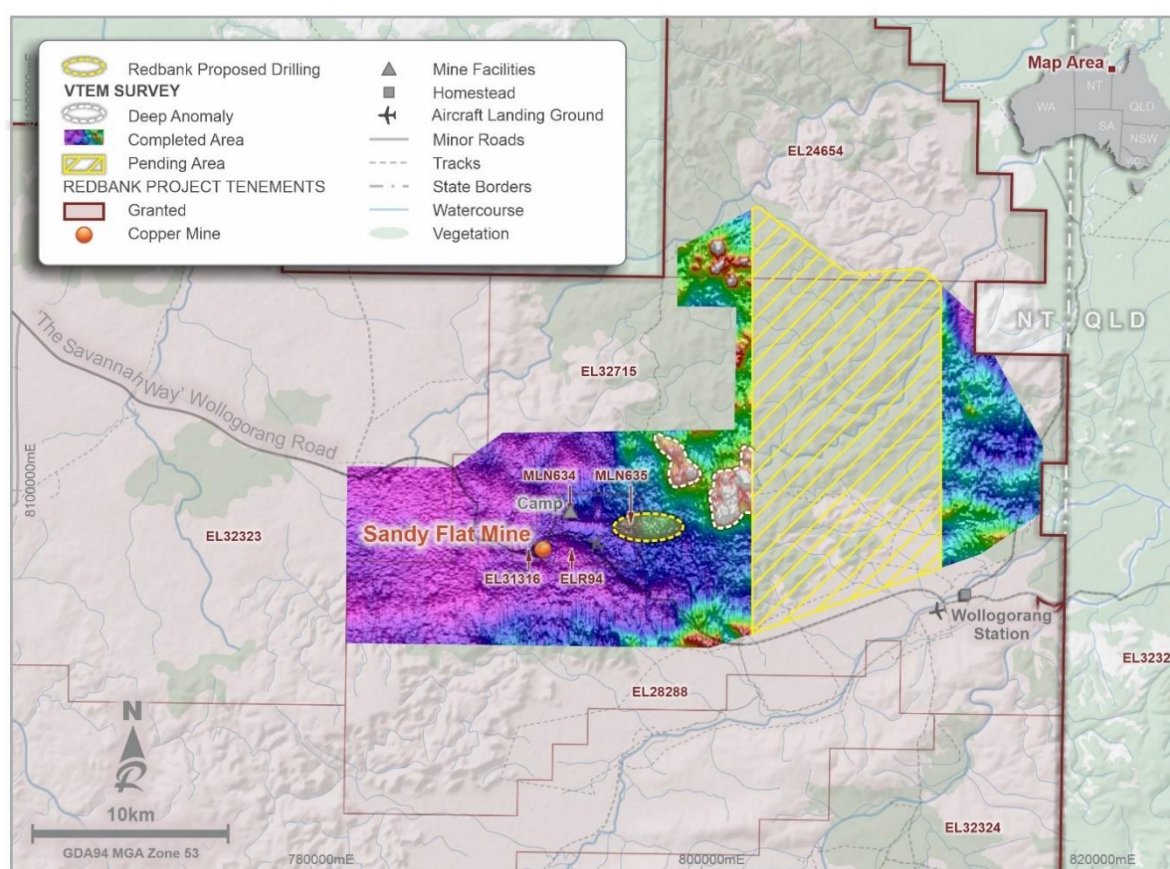 Redbank Proposed Drilling
VTEM SURVEY
Deep Anomaly
Completed Area
Pending Area
REDBANK PROJECT TENEMENTS
Granted
Copper Mine
Mine Facilities
Homestead
Aircraft Landing Ground
Minor Roads
Tracks
State Borders
Watercourse
Vegetation
Map Area
WA
NT
QLD
SA
NSW
EL24654
NT
QLD
'The Savannah Way' Wollogorang Road
EL32715
8100000mE
MLN634
MLN635
Camp
EL32323
Sandy Flat Mine
EL31316
ELR94
Wollogorang
Station
EL3232
EL28288
N
10km
GDA94 MGA Zone 53
EL32324
780000mE
800000mE
820000mE